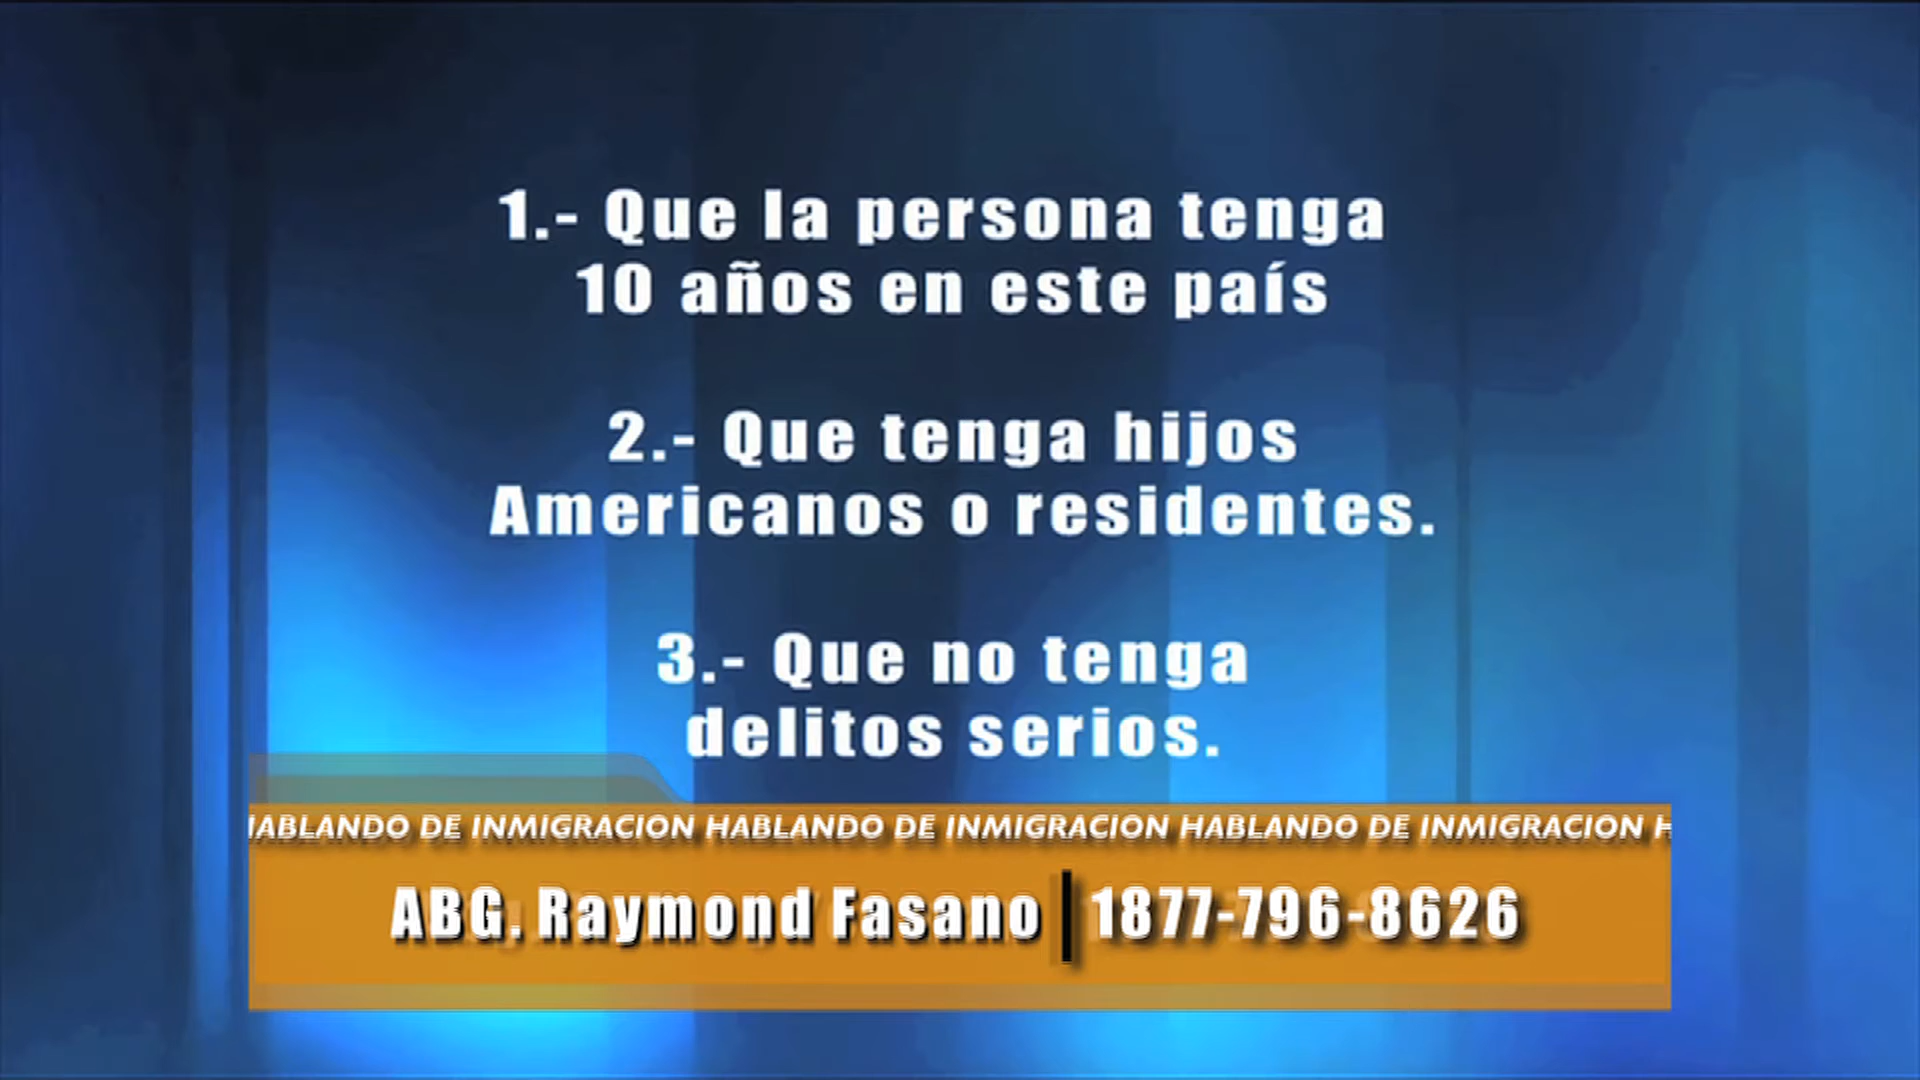 1.- Que la persona tenga
10 años en este país
2.- Que tenga hijos
Americanos o residentes.
3.- Que no tenga
delitos serios.
HABLANDO DE INMIGRACION HABLANDO DE INMIGRACION HABLANDO DE INMIGRACION H
ABG. Raymond Fasano | 1877-796-8626